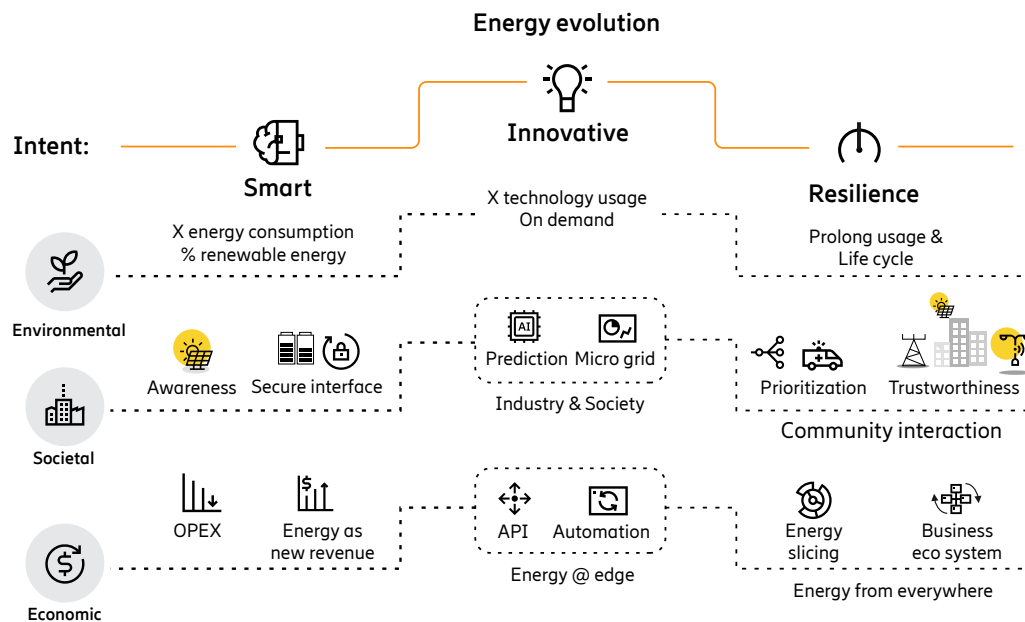 Energy evolution
Intent:
Smart
Innovative
Resilience
X energy consumption
% renewable energy
X technology usage
On demand
Prolong usage &
Life cycle
Environmental
Awareness
Secure interface
AI
Prediction
Micro grid
Industry & Society
Prioritization
Trustworthiness
Community interaction
Societal
OPEX
$
Energy as
new revenue
API
Automation
Energy @ edge
Energy
slicing
Business
eco system
Energy from everywhere
$
Economic